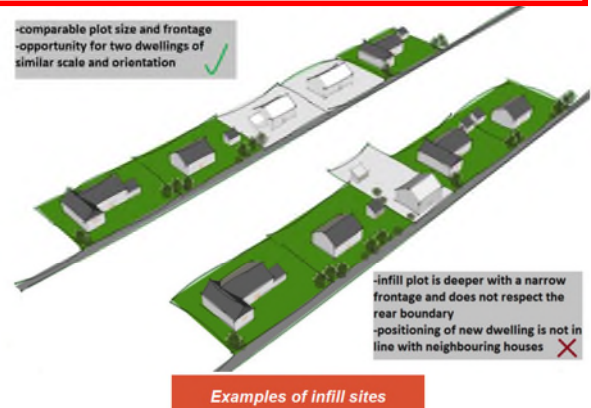 -comparable plot size and frontage
-opportunity for two dwellings of
similar scale and orientation
-infill plot is deeper with a narrow
frontage and does not respect the
rear boundary
-positioning of new dwelling is not in
line with neighbouring houses
Examples of infill sites